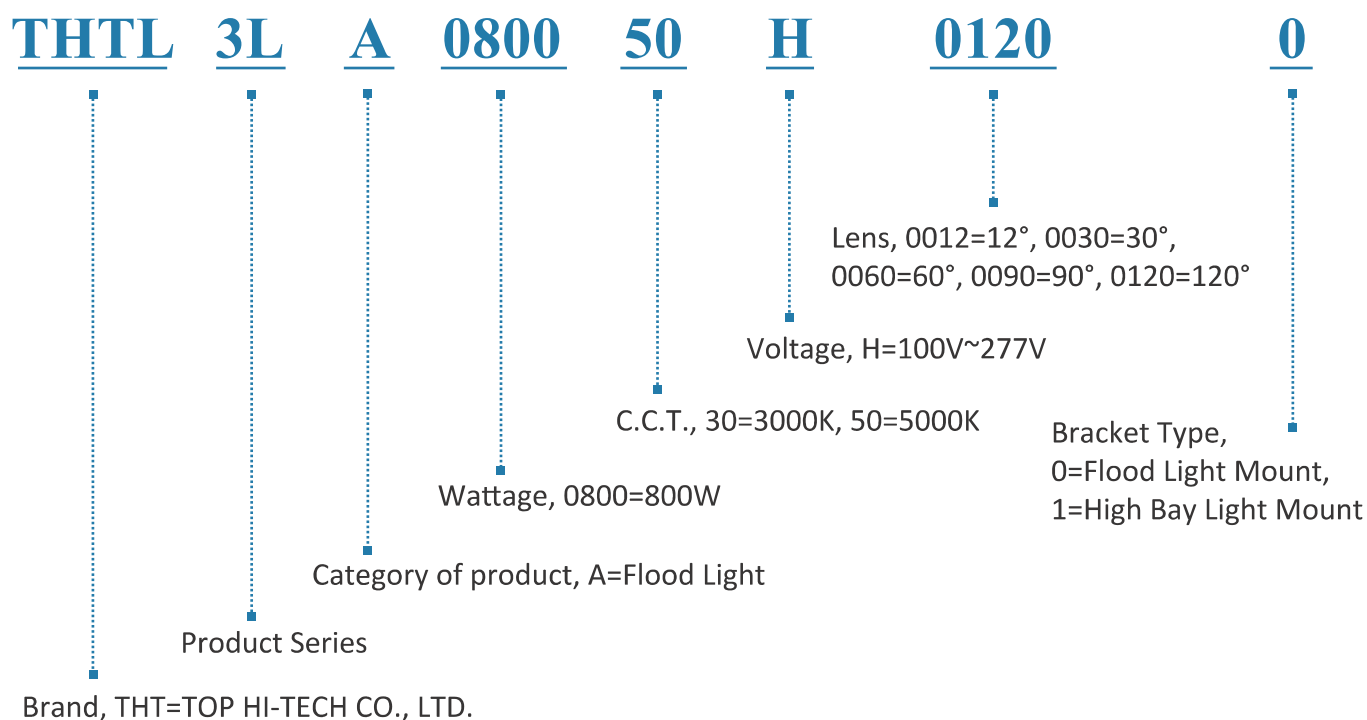 THTL 3L A 0800 50 H 0120 0
Lens, 0012=12°, 0030=30°,
0060=60°, 0090=90°, 0120=120°
Voltage, H=100V~277V
C.C.T., 30=3000K, 50=5000K
Bracket Type,
0=Flood Light Mount,
1=High Bay Light Mount
Wattage, 0800=800W
Category of product, A=Flood Light
Product Series
Brand, THT=TOP HI-TECH CO., LTD.